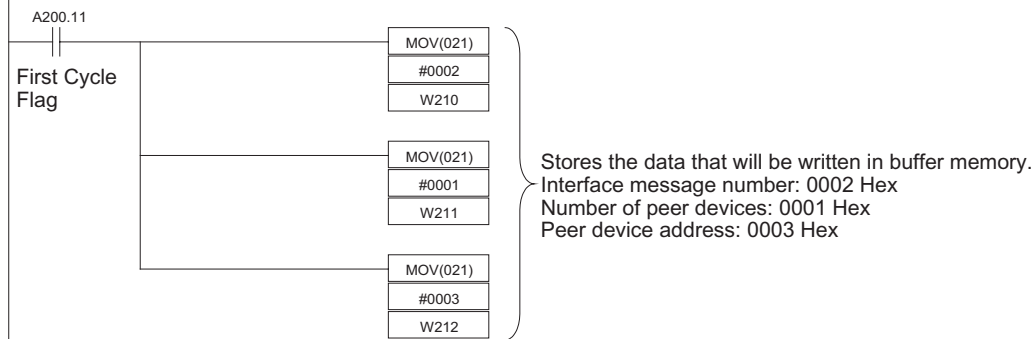 A200.11
First Cycle
Flag
MOV(021)
#0002
W210
MOV(021)
#0001
W211
MOV(021)
#0003
W212
Stores the data that will be written in buffer memory.
Interface message number: 0002 Hex
Number of peer devices: 0001 Hex
Peer device address: 0003 Hex